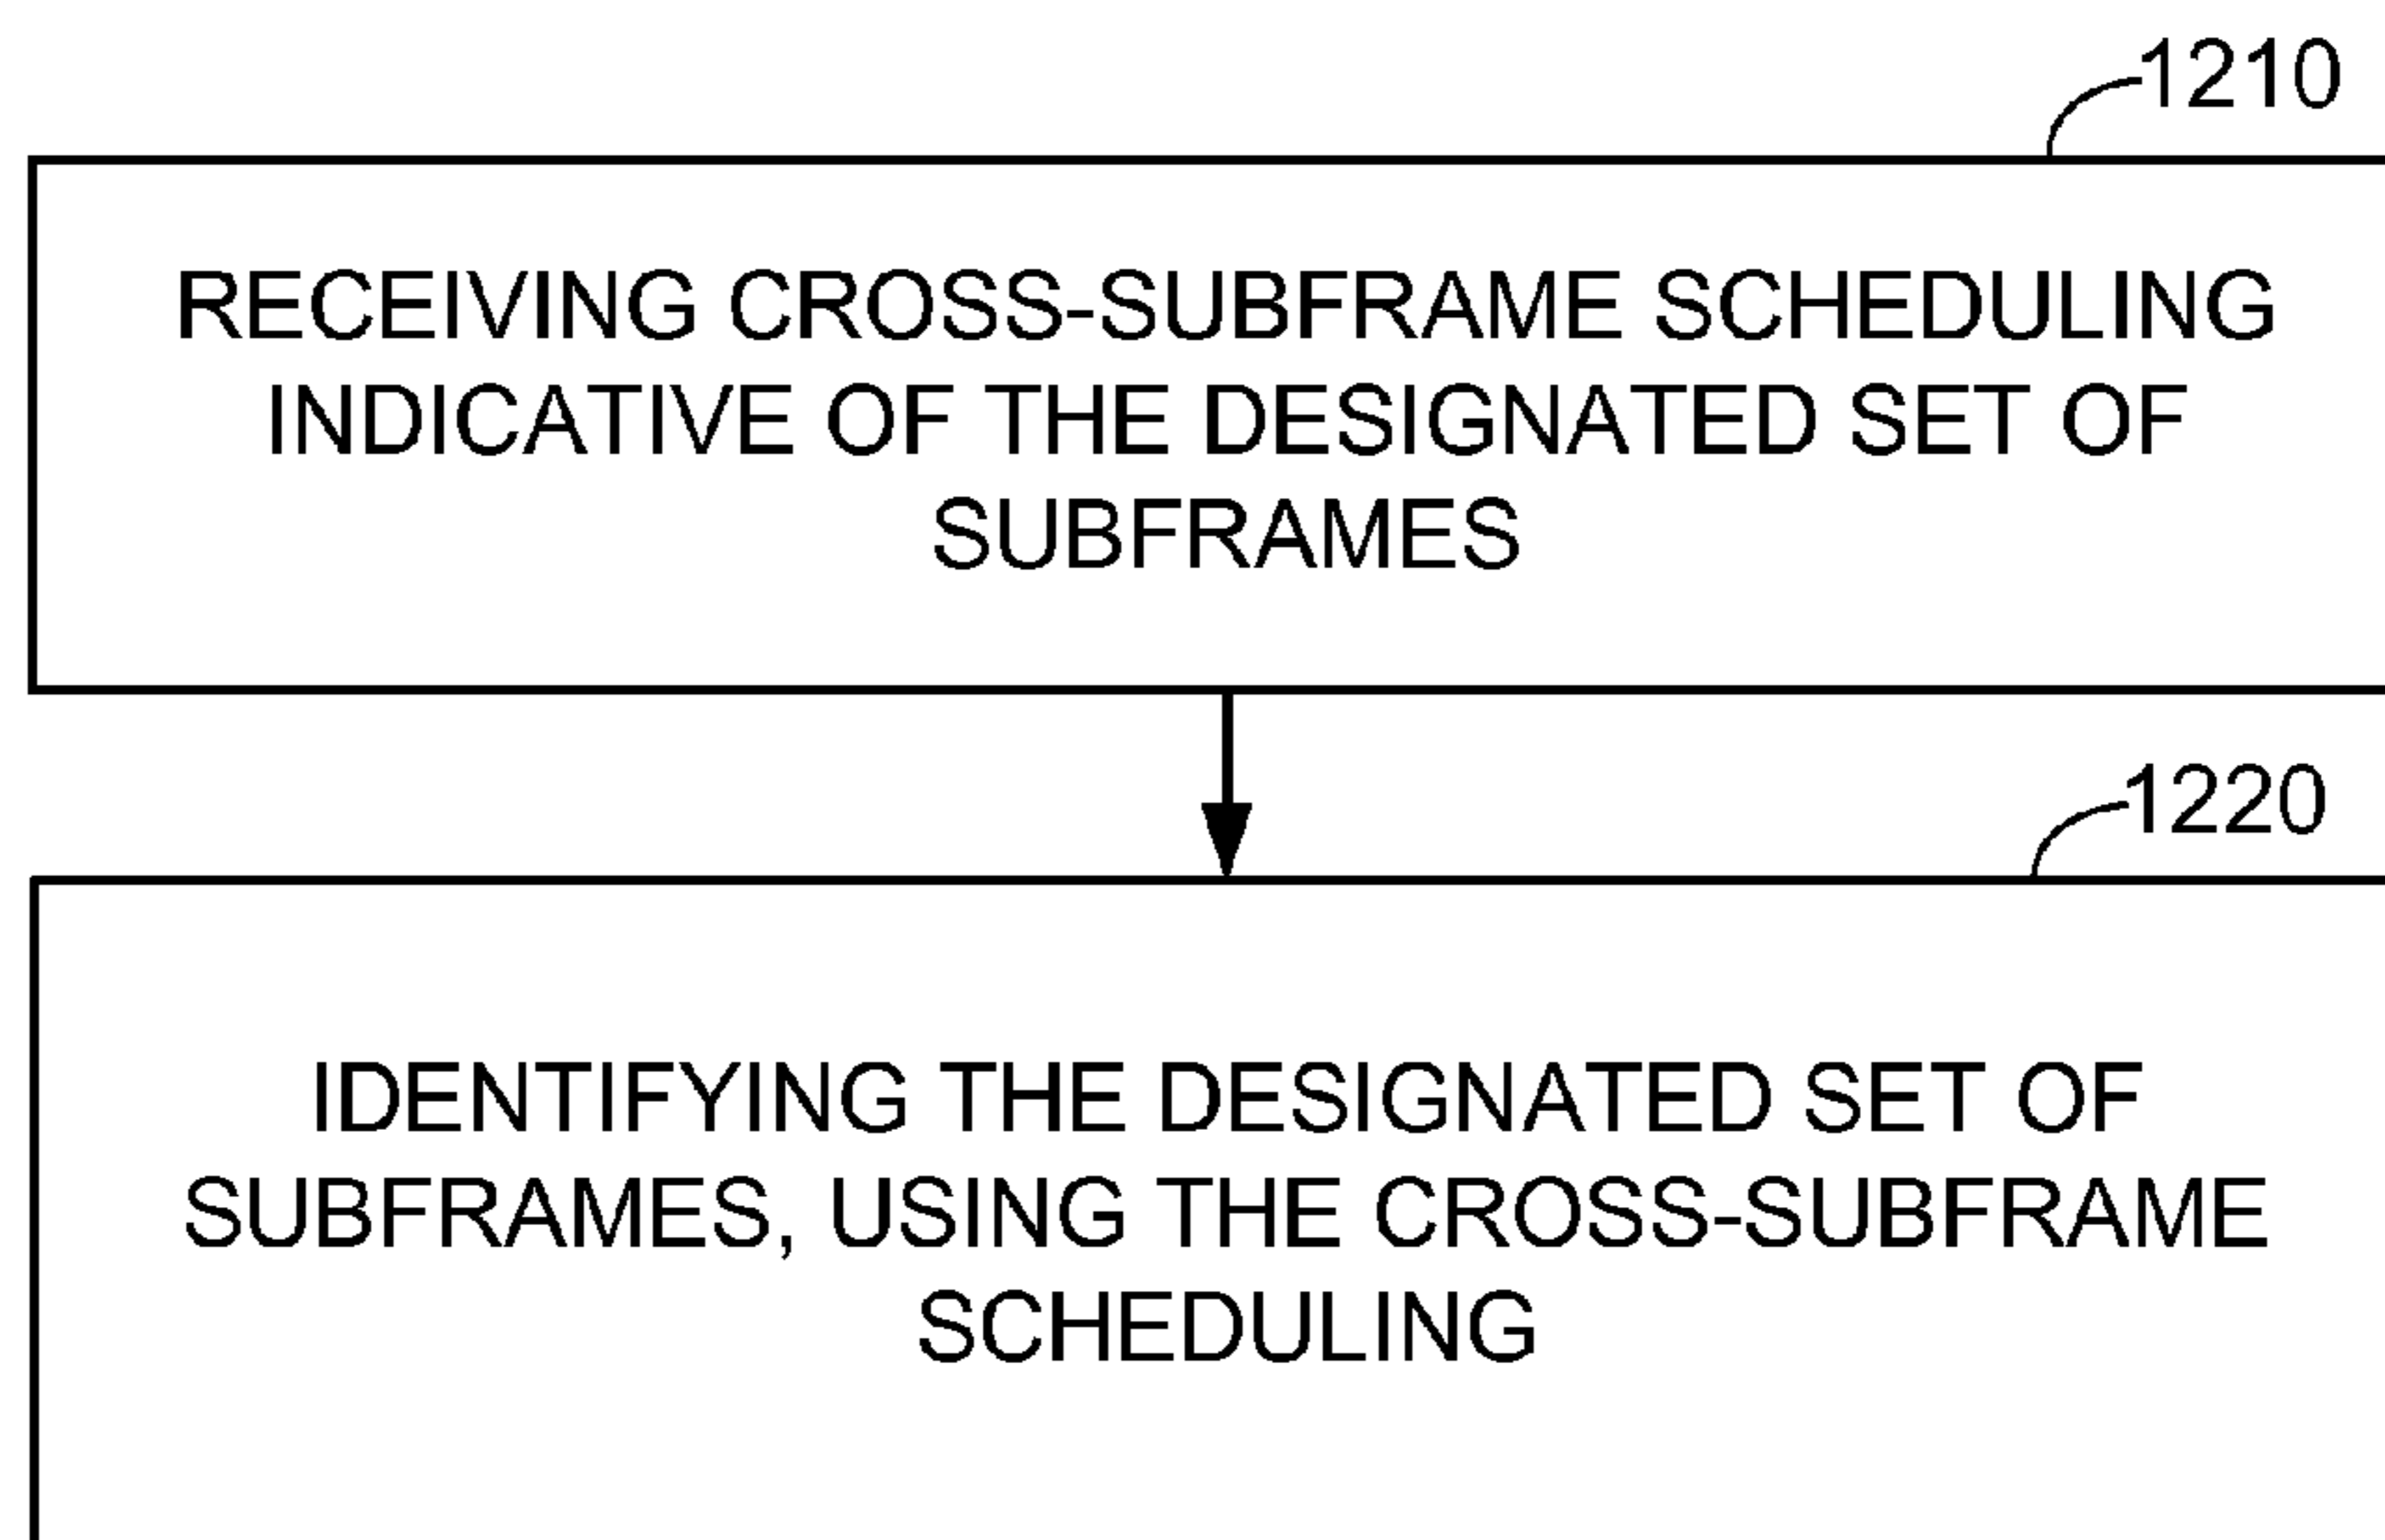 1210
RECEIVING CROSS-SUBFRAME SCHEDULING
INDICATIVE OF THE DESIGNATED SET OF
SUBFRAMES
1220
IDENTIFYING THE DESIGNATED SET OF
SUBFRAMES, USING THE CROSS-SUBFRAME
SCHEDULING